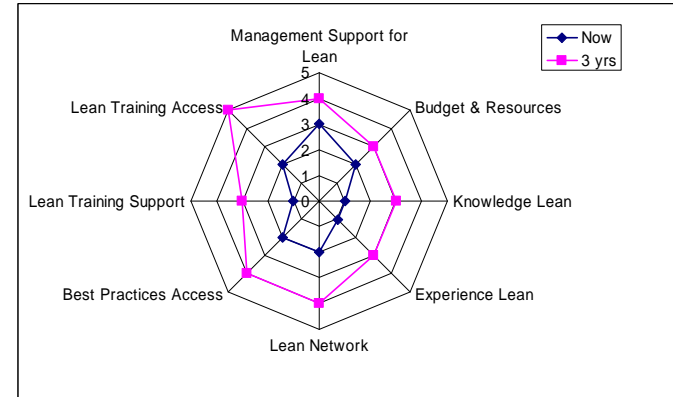 Management Support for
Lean
Now
3 yrs
5
4
3
2
1
0
Lean Training Access
Budget & Resources
Lean Training Support
Knowledge Lean
Best Practices Access
Experience Lean
Lean Network